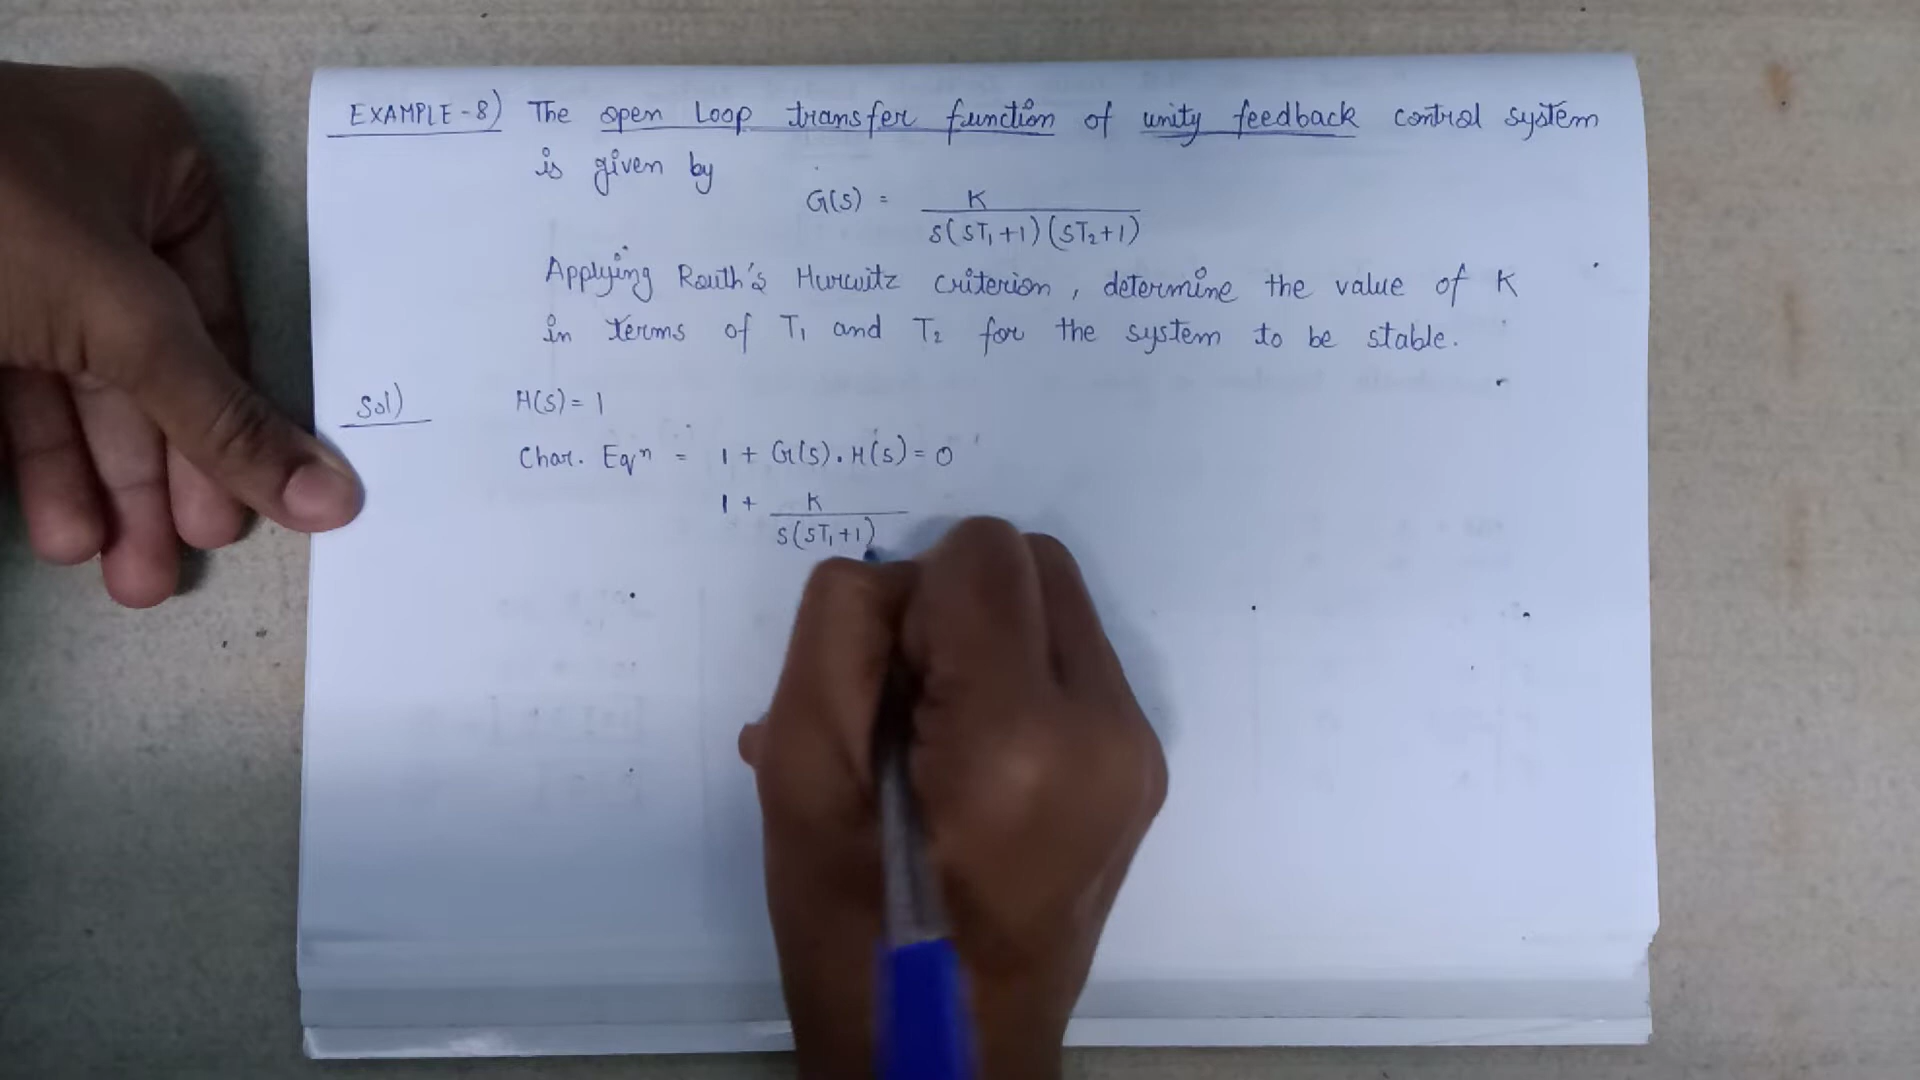 EXAMPLE-8) The open Loop transfer function of unity feedback control system
is given by
G(s) = K / s(sT₁+1)(sT₂+1)
Applying Routh's Hurwitz criterion, determine the value of K
in terms of T₁ and T₂ for the system to be stable.
Sol) H(s) = 1
Char. Eqⁿ = 1 + G(s).H(s) = 0
1 + K / s(sT₁+1)